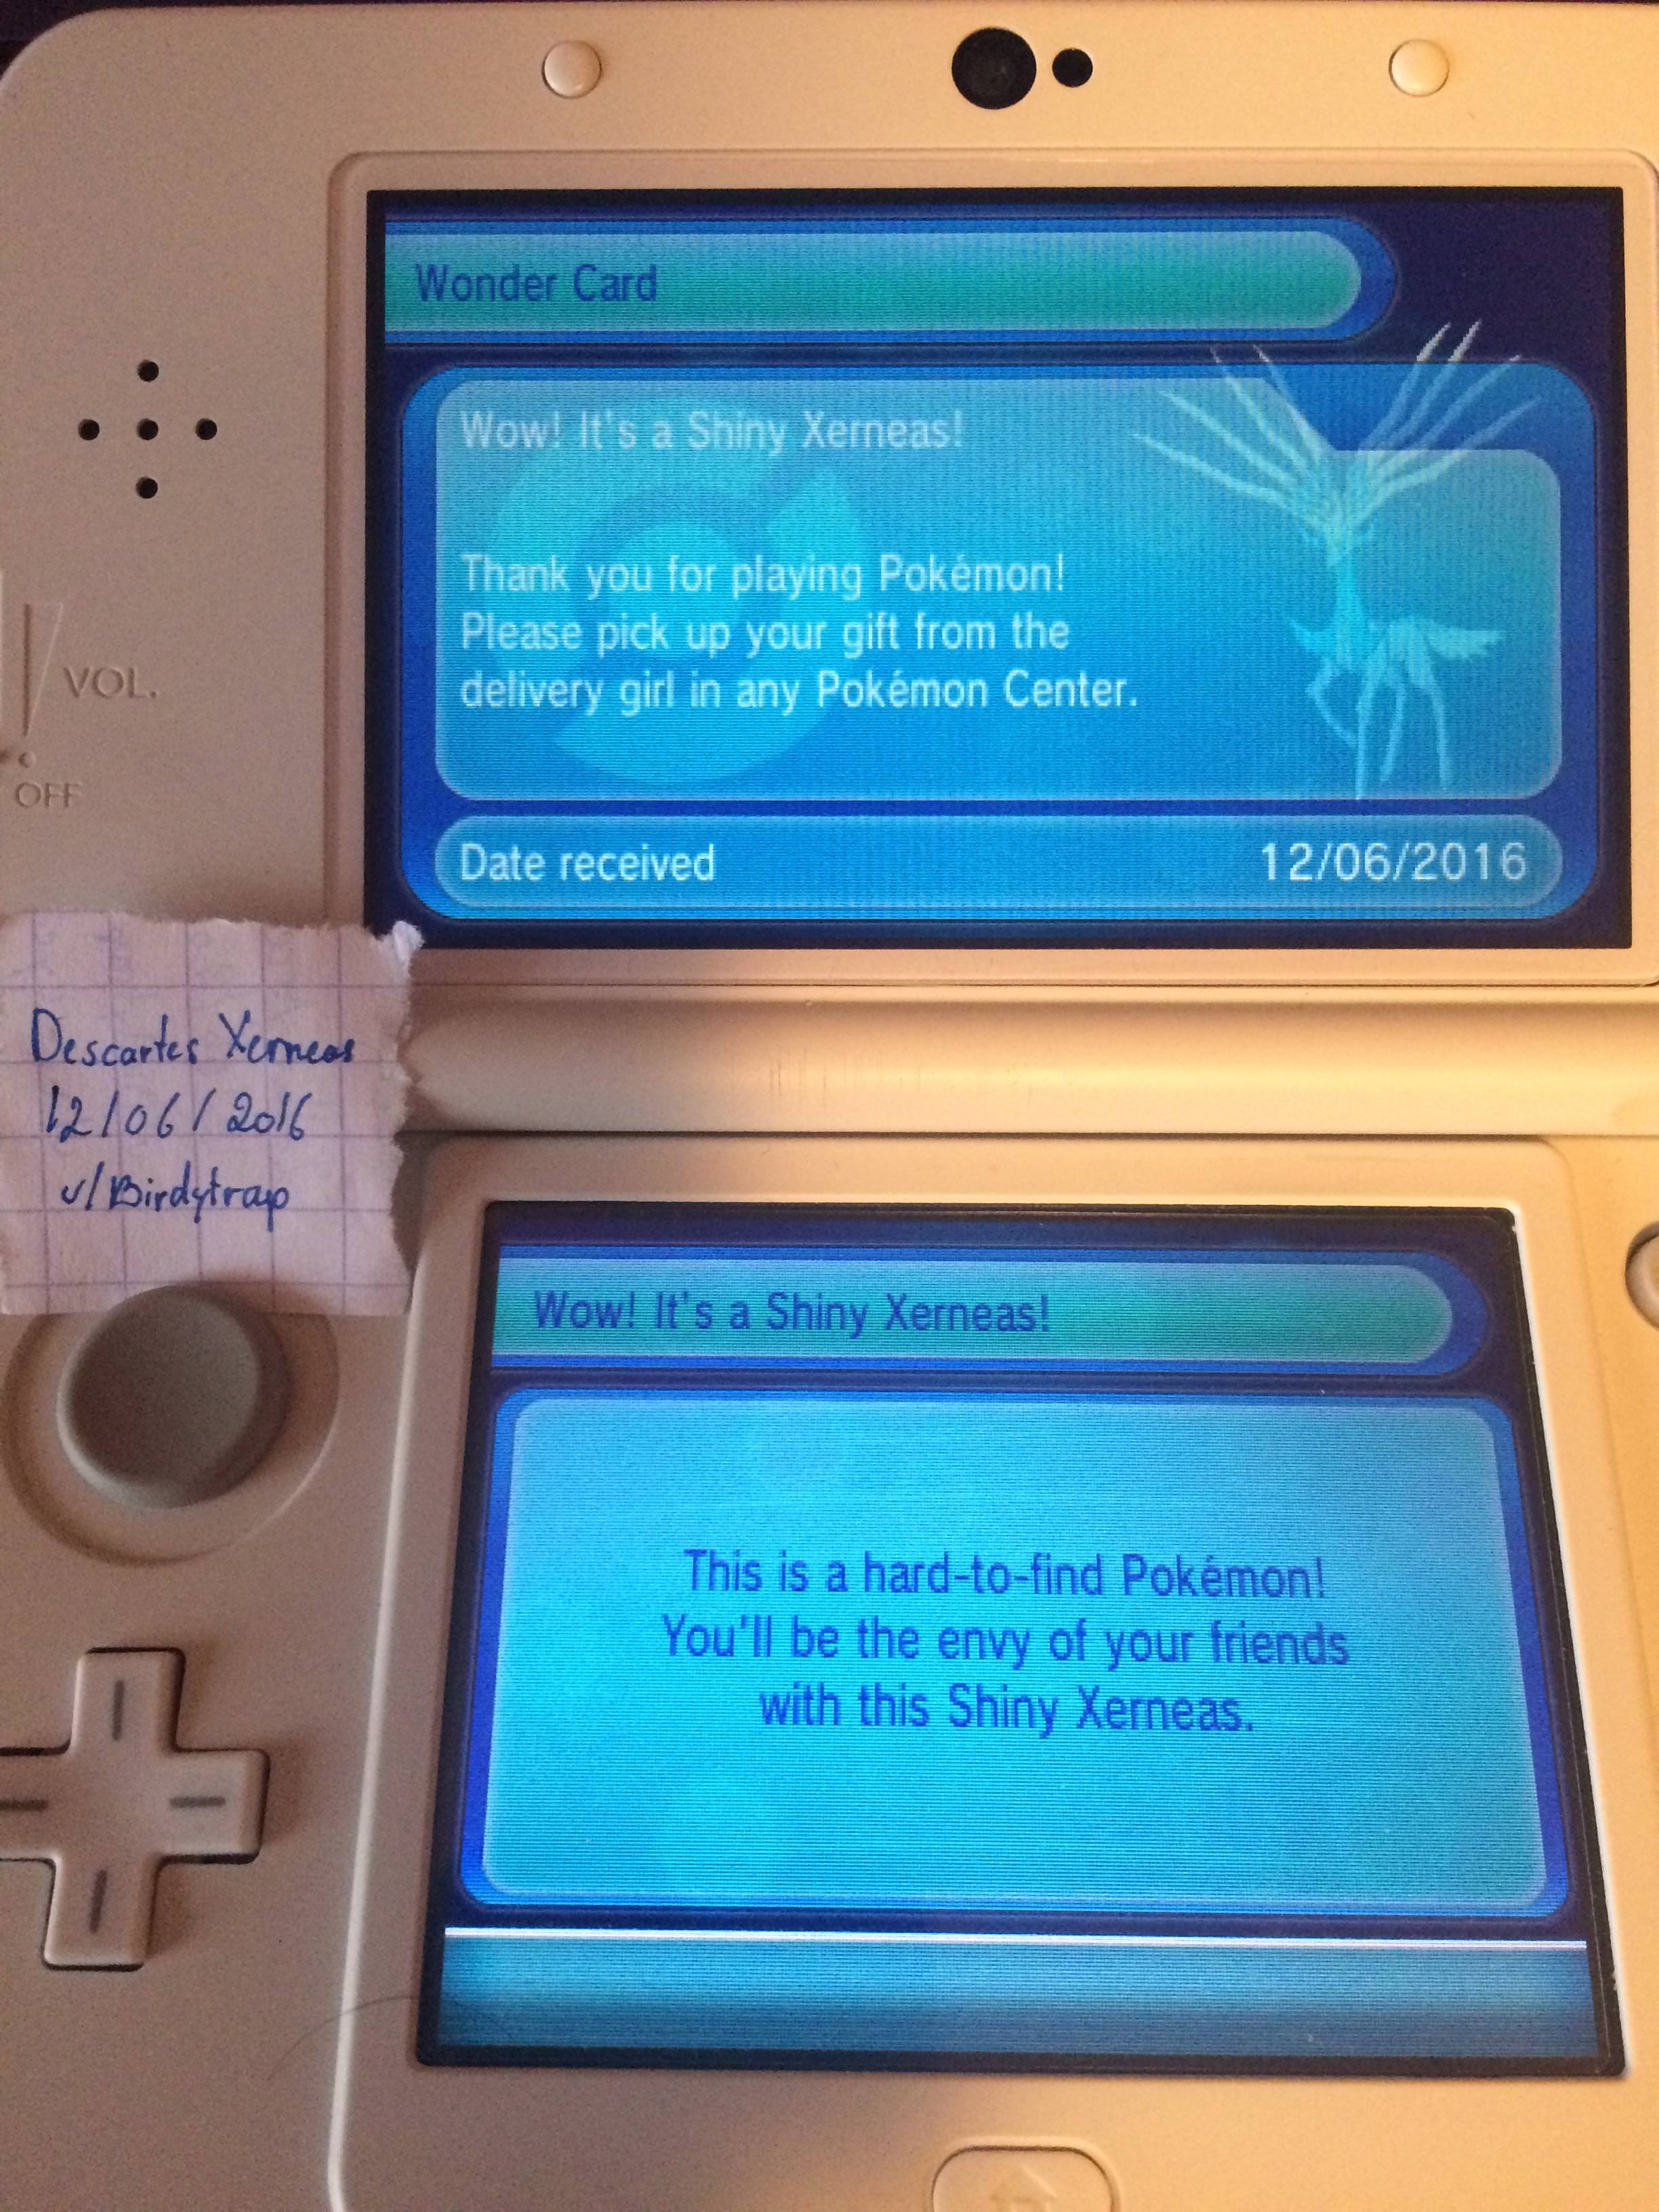 Wonder Card
Wow! It's a Shiny Xerneas!
Thank you for playing Pokémon!
Please pick up your gift from the
delivery girl in any Pokémon Center.
Date received 12/06/2016
VOL.
OFF
Descartes Xerneas
12/06/2016
u/Birdytrap
Wow! It's a Shiny Xerneas!
This is a hard-to-find Pokémon!
You'll be the envy of your friends
with this Shiny Xerneas.